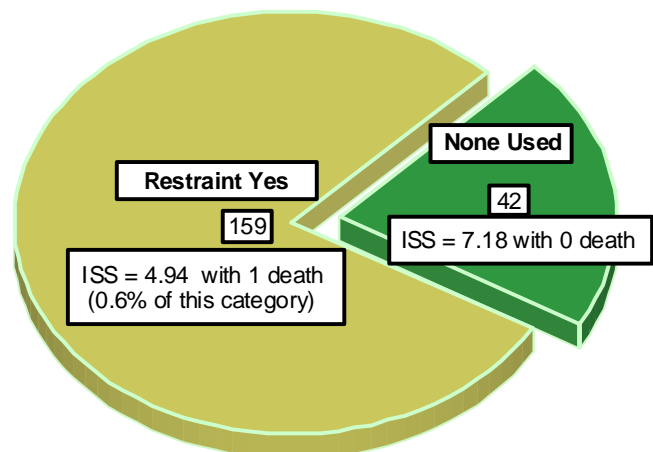 Restraint Yes
159
ISS = 4.94 with 1 death
(0.6% of this category)
None Used
42
ISS = 7.18 with 0 death